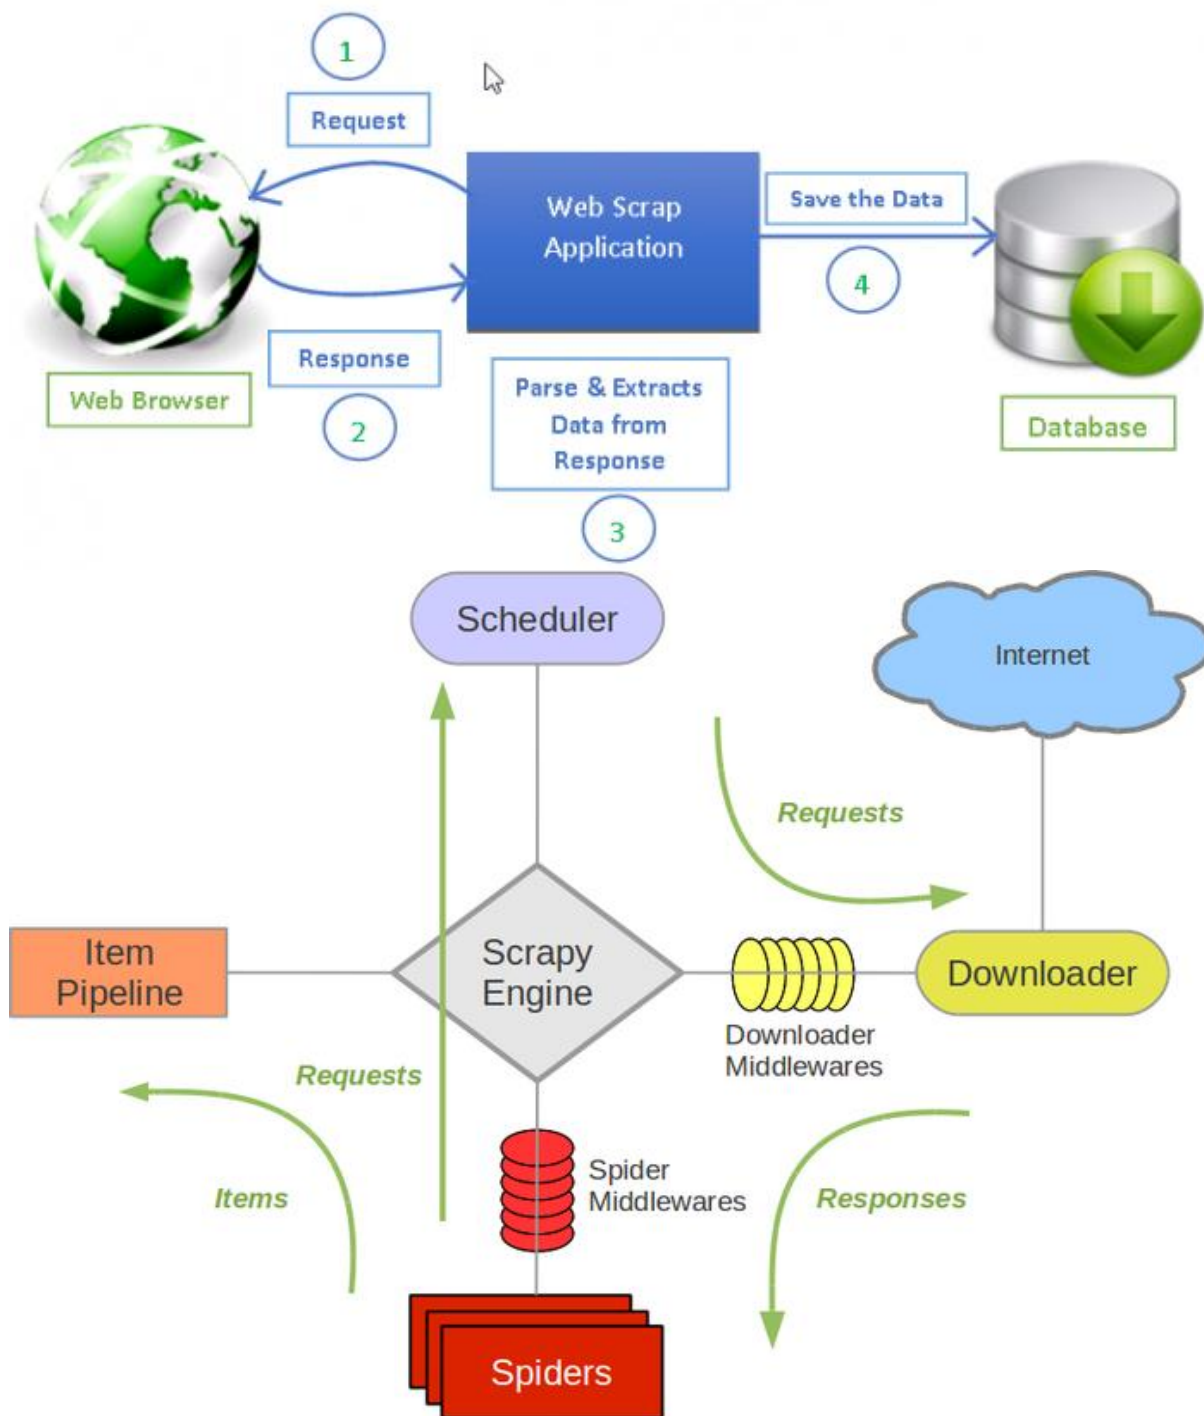 1
Request
Web Scrap
Application
Save the Data
4
Response
2
Web Browser
Parse & Extracts
Data from
Response
3
Database
Scheduler
Internet
Requests
Item
Pipeline
Scrapy
Engine
Downloader
Downloader
Middlewares
Requests
Items
Spider
Middlewares
Responses
Spiders